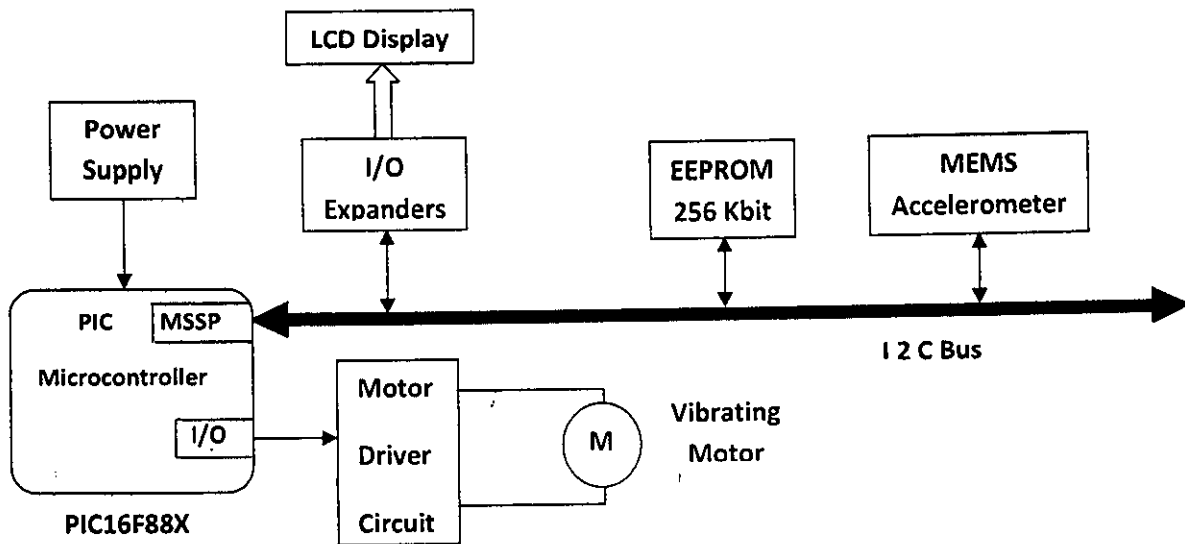 LCD Display
Power
Supply
I/O
Expanders
EEPROM
256 Kbit
MEMS
Accelerometer
PIC
MSSP
Microcontroller
I/O
I 2 C Bus
Motor
Driver
Circuit
M
Vibrating
Motor
PIC16F88X